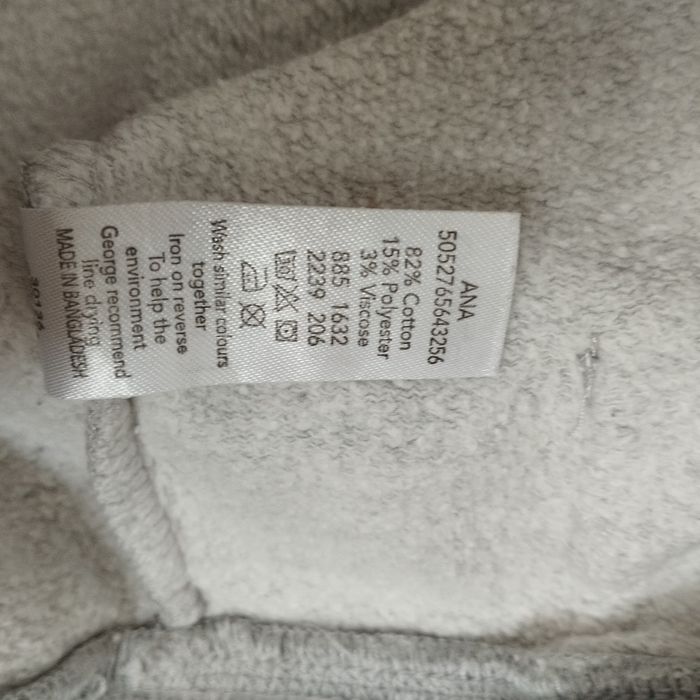 ANA
5052765643256
82% Cotton
15% Polyester
3% Viscose
885 1632
2239 206
Wash similar colours
together
Iron on reverse
To help the
environment
George recommend
line drying
MADE IN BANGLADESH